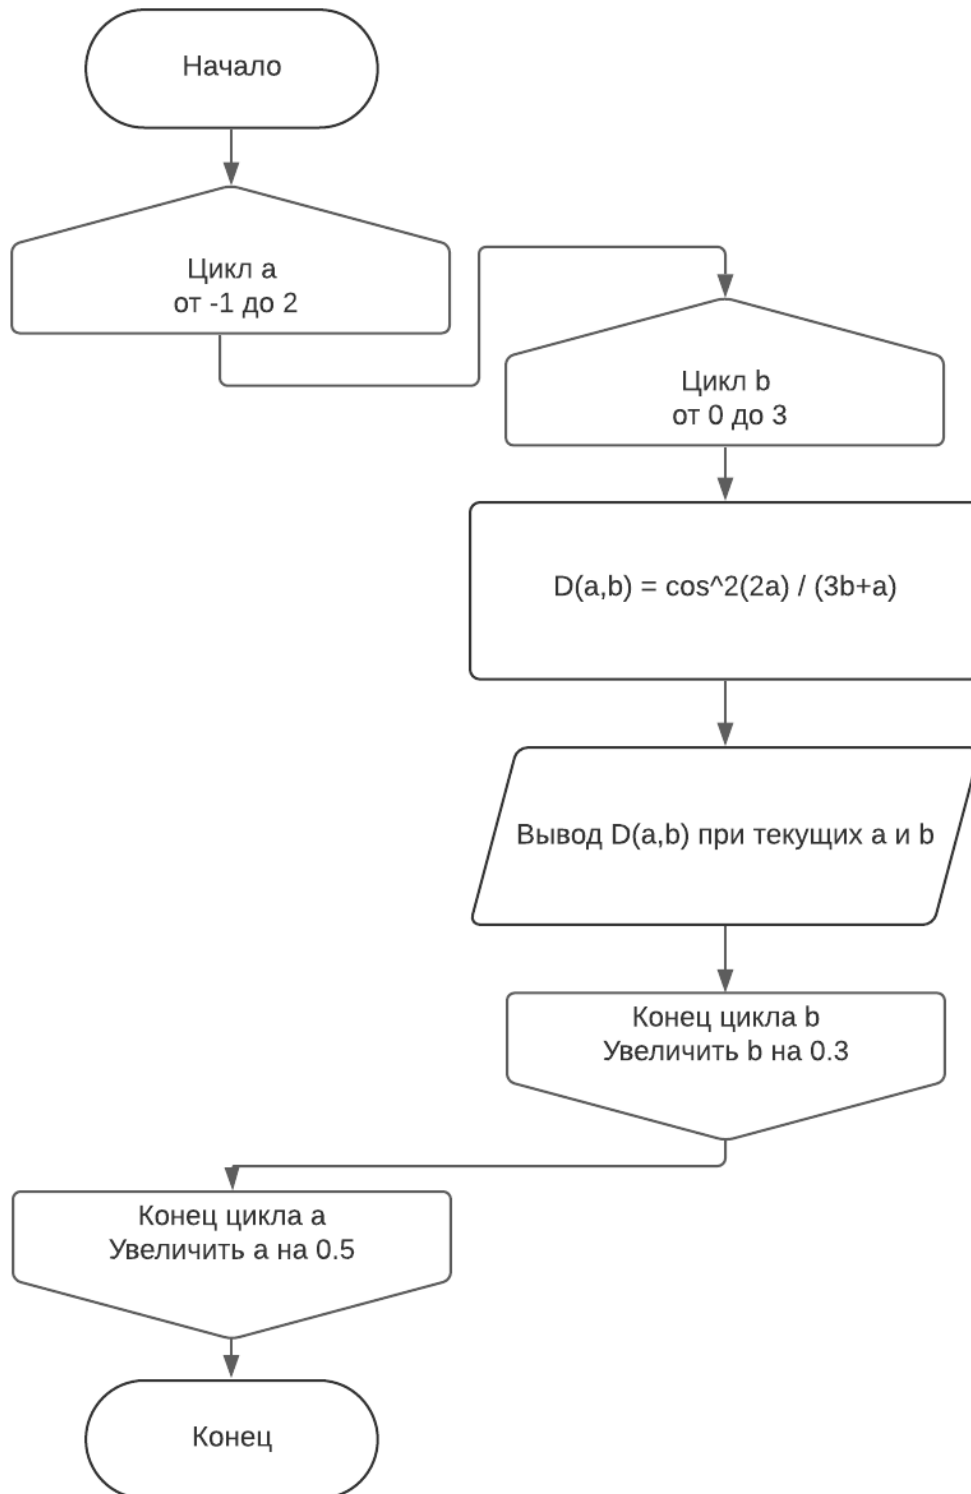 Начало
Цикл a
от -1 до 2
Цикл b
от 0 до 3
D(a,b) = cos^2(2a) / (3b+a)
Вывод D(a,b) при текущих a и b
Конец цикла b
Увеличить b на 0.3
Конец цикла a
Увеличить a на 0.5
Конец